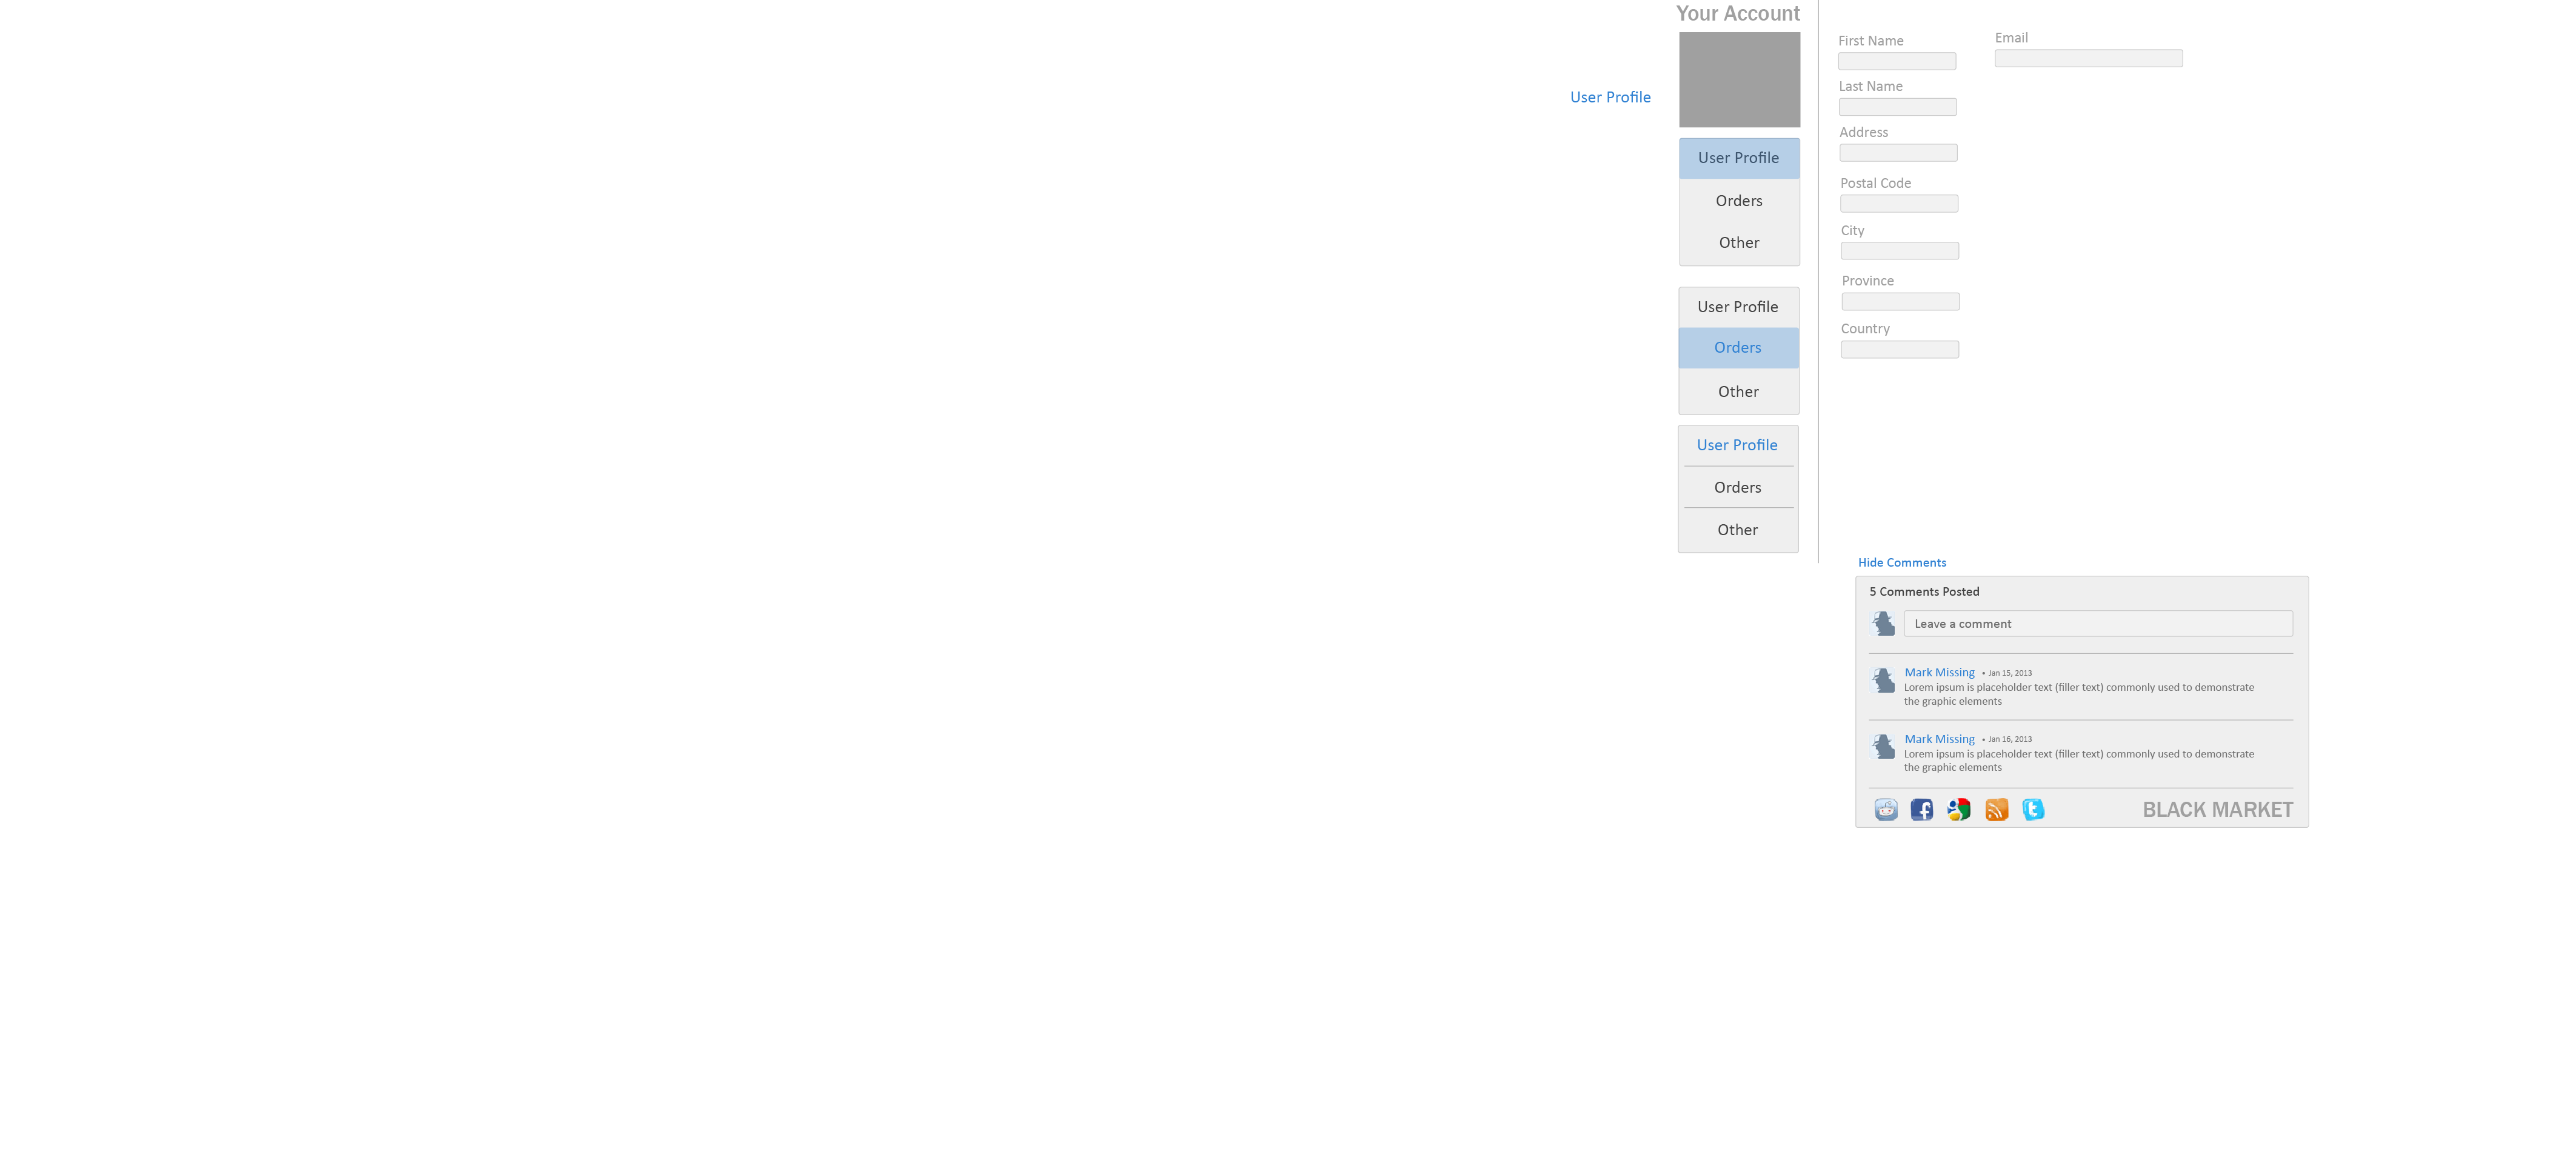 Your Account
User Profile
User Profile
Orders
Other
User Profile
Orders
Other
User Profile
Orders
Other
First Name
Email
Last Name
Address
Postal Code
City
Province
Country
Hide Comments
5 Comments Posted
Leave a comment
Mark Missing • Jan 15, 2013
Lorem ipsum is placeholder text (filler text) commonly used to demonstrate
the graphic elements
Mark Missing • Jan 16, 2013
Lorem ipsum is placeholder text (filler text) commonly used to demonstrate
the graphic elements
BLACK MARKET